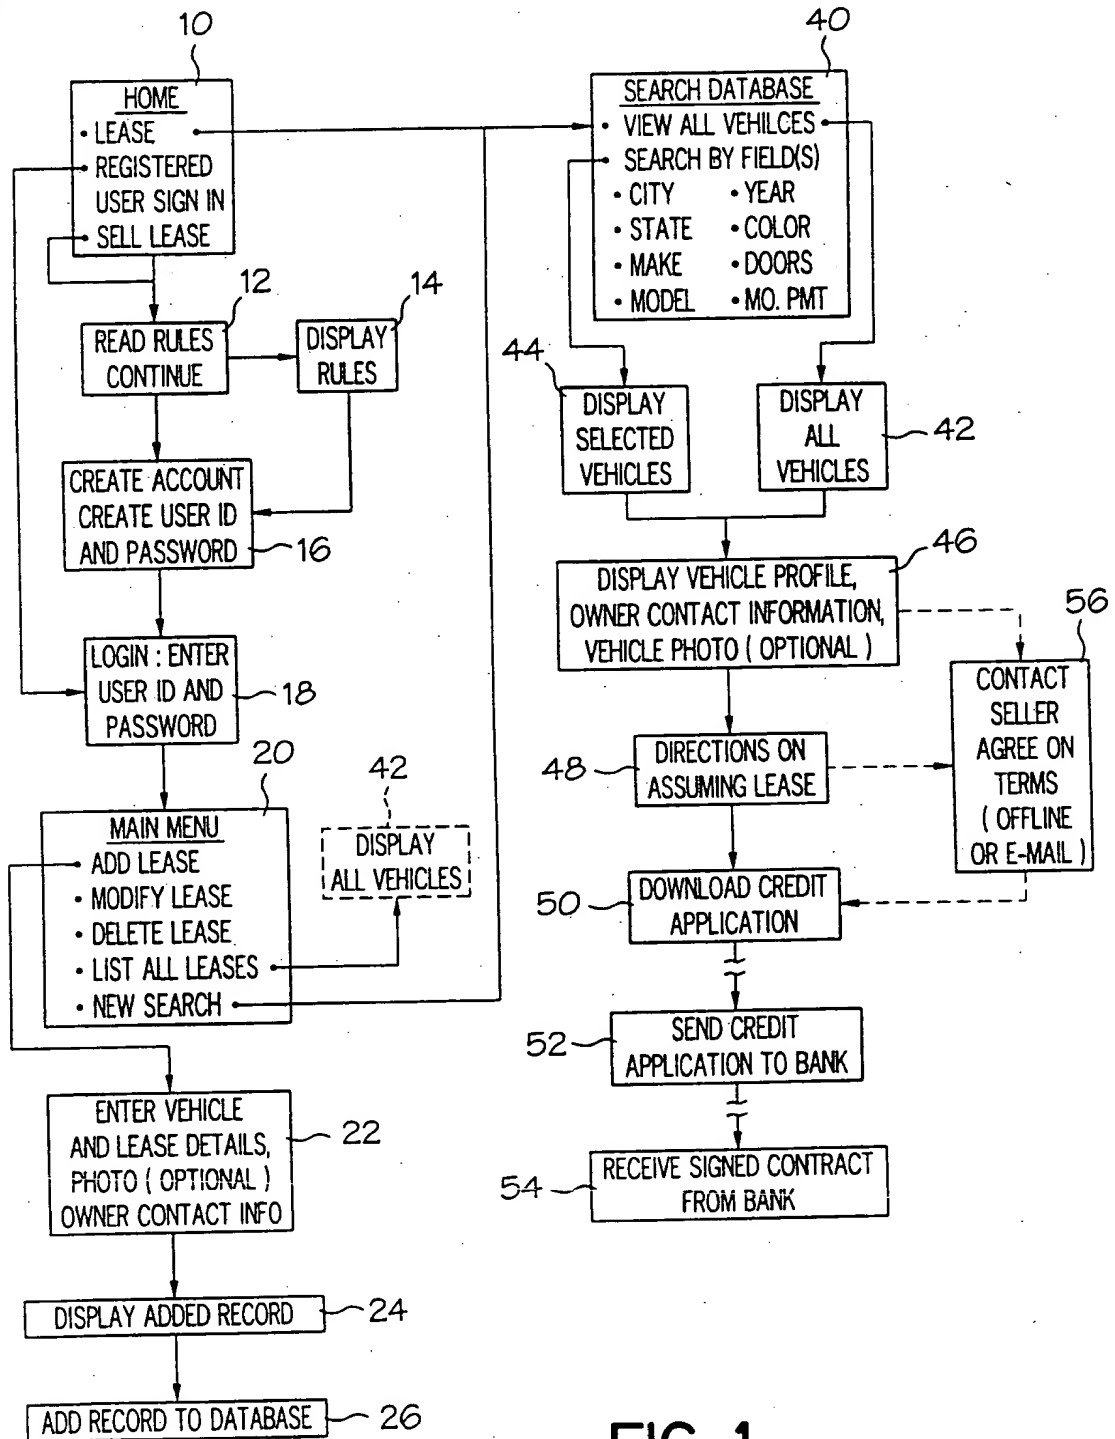 10
HOME
• LEASE
• REGISTERED
USER SIGN IN
• SELL LEASE
12
READ RULES
CONTINUE
14
DISPLAY
RULES
CREATE ACCOUNT
CREATE USER ID
AND PASSWORD
16
LOGIN : ENTER
USER ID AND
PASSWORD
18
20
MAIN MENU
• ADD LEASE
• MODIFY LEASE
• DELETE LEASE
• LIST ALL LEASES
• NEW SEARCH
42
DISPLAY
ALL VEHICLES
ENTER VEHICLE
AND LEASE DETAILS,
PHOTO ( OPTIONAL )
OWNER CONTACT INFO
22
DISPLAY ADDED RECORD
24
ADD RECORD TO DATABASE
26
40
SEARCH DATABASE
• VIEW ALL VEHILCES
• SEARCH BY FIELD(S)
• CITY • YEAR
• STATE • COLOR
• MAKE • DOORS
• MODEL • MO. PMT
44
DISPLAY
SELECTED
VEHICLES
DISPLAY
ALL
VEHICLES
42
46
DISPLAY VEHICLE PROFILE,
OWNER CONTACT INFORMATION,
VEHICLE PHOTO ( OPTIONAL )
56
CONTACT
SELLER
AGREE ON
TERMS
( OFFLINE
OR E-MAIL )
48
DIRECTIONS ON
ASSUMING LEASE
50
DOWNLOAD CREDIT
APPLICATION
52
SEND CREDIT
APPLICATION TO BANK
54
RECEIVE SIGNED CONTRACT
FROM BANK
FIG. 1